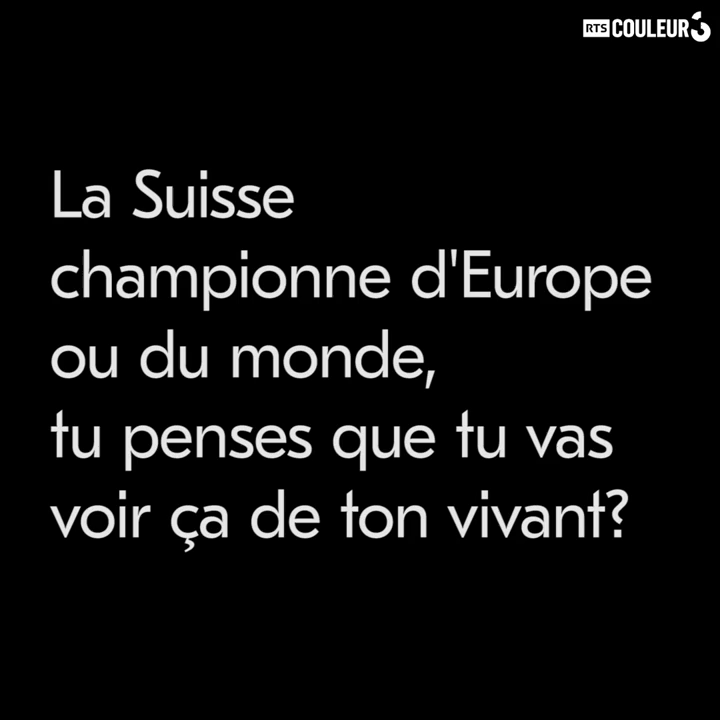 RTS COULEUR 3
La Suisse
championne d'Europe
ou du monde,
tu penses que tu vas
voir ça de ton vivant?